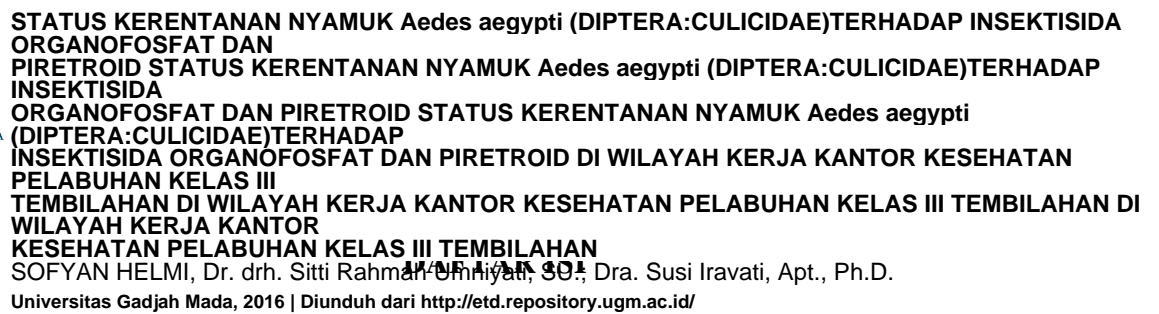 STATUS KERENTANAN NYAMUK Aedes aegypti (DIPTERA:CULICIDAE)TERHADAP INSEKTISIDA
ORGANOFOSFAT DAN
PIRETROID STATUS KERENTANAN NYAMUK Aedes aegypti (DIPTERA:CULICIDAE)TERHADAP
INSEKTISIDA
ORGANOFOSFAT DAN PIRETROID STATUS KERENTANAN NYAMUK Aedes aegypti
(DIPTERA:CULICIDAE)TERHADAP
INSEKTISIDA ORGANOFOSFAT DAN PIRETROID DI WILAYAH KERJA KANTOR KESEHATAN
PELABUHAN KELAS III
TEMBILAHAN DI WILAYAH KERJA KANTOR KESEHATAN PELABUHAN KELAS III TEMBILAHAN DI
WILAYAH KERJA KANTOR
KESEHATAN PELABUHAN KELAS III TEMBILAHAN
SOFYAN HELMI, Dr. drh. Sitti Rahmah Umniyati, SU., Dra. Susi Iravati, Apt., Ph.D.
Universitas Gadjah Mada, 2016 | Diunduh dari http://etd.repository.ugm.ac.id/